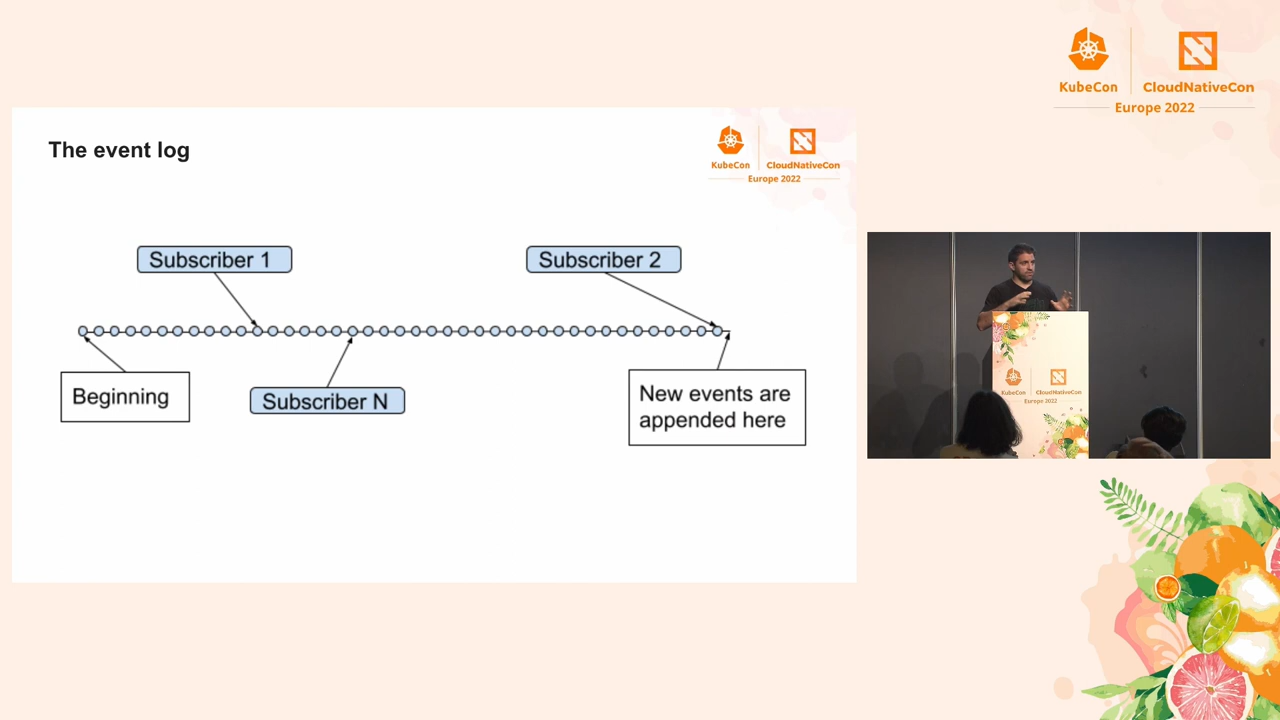 KubeCon
CloudNativeCon
Europe 2022
The event log
KubeCon
CloudNativeCon
Europe 2022
Subscriber 1
Subscriber 2
Beginning
Subscriber N
New events are
appended here
KubeCon
CloudNativeCon
Europe 2022